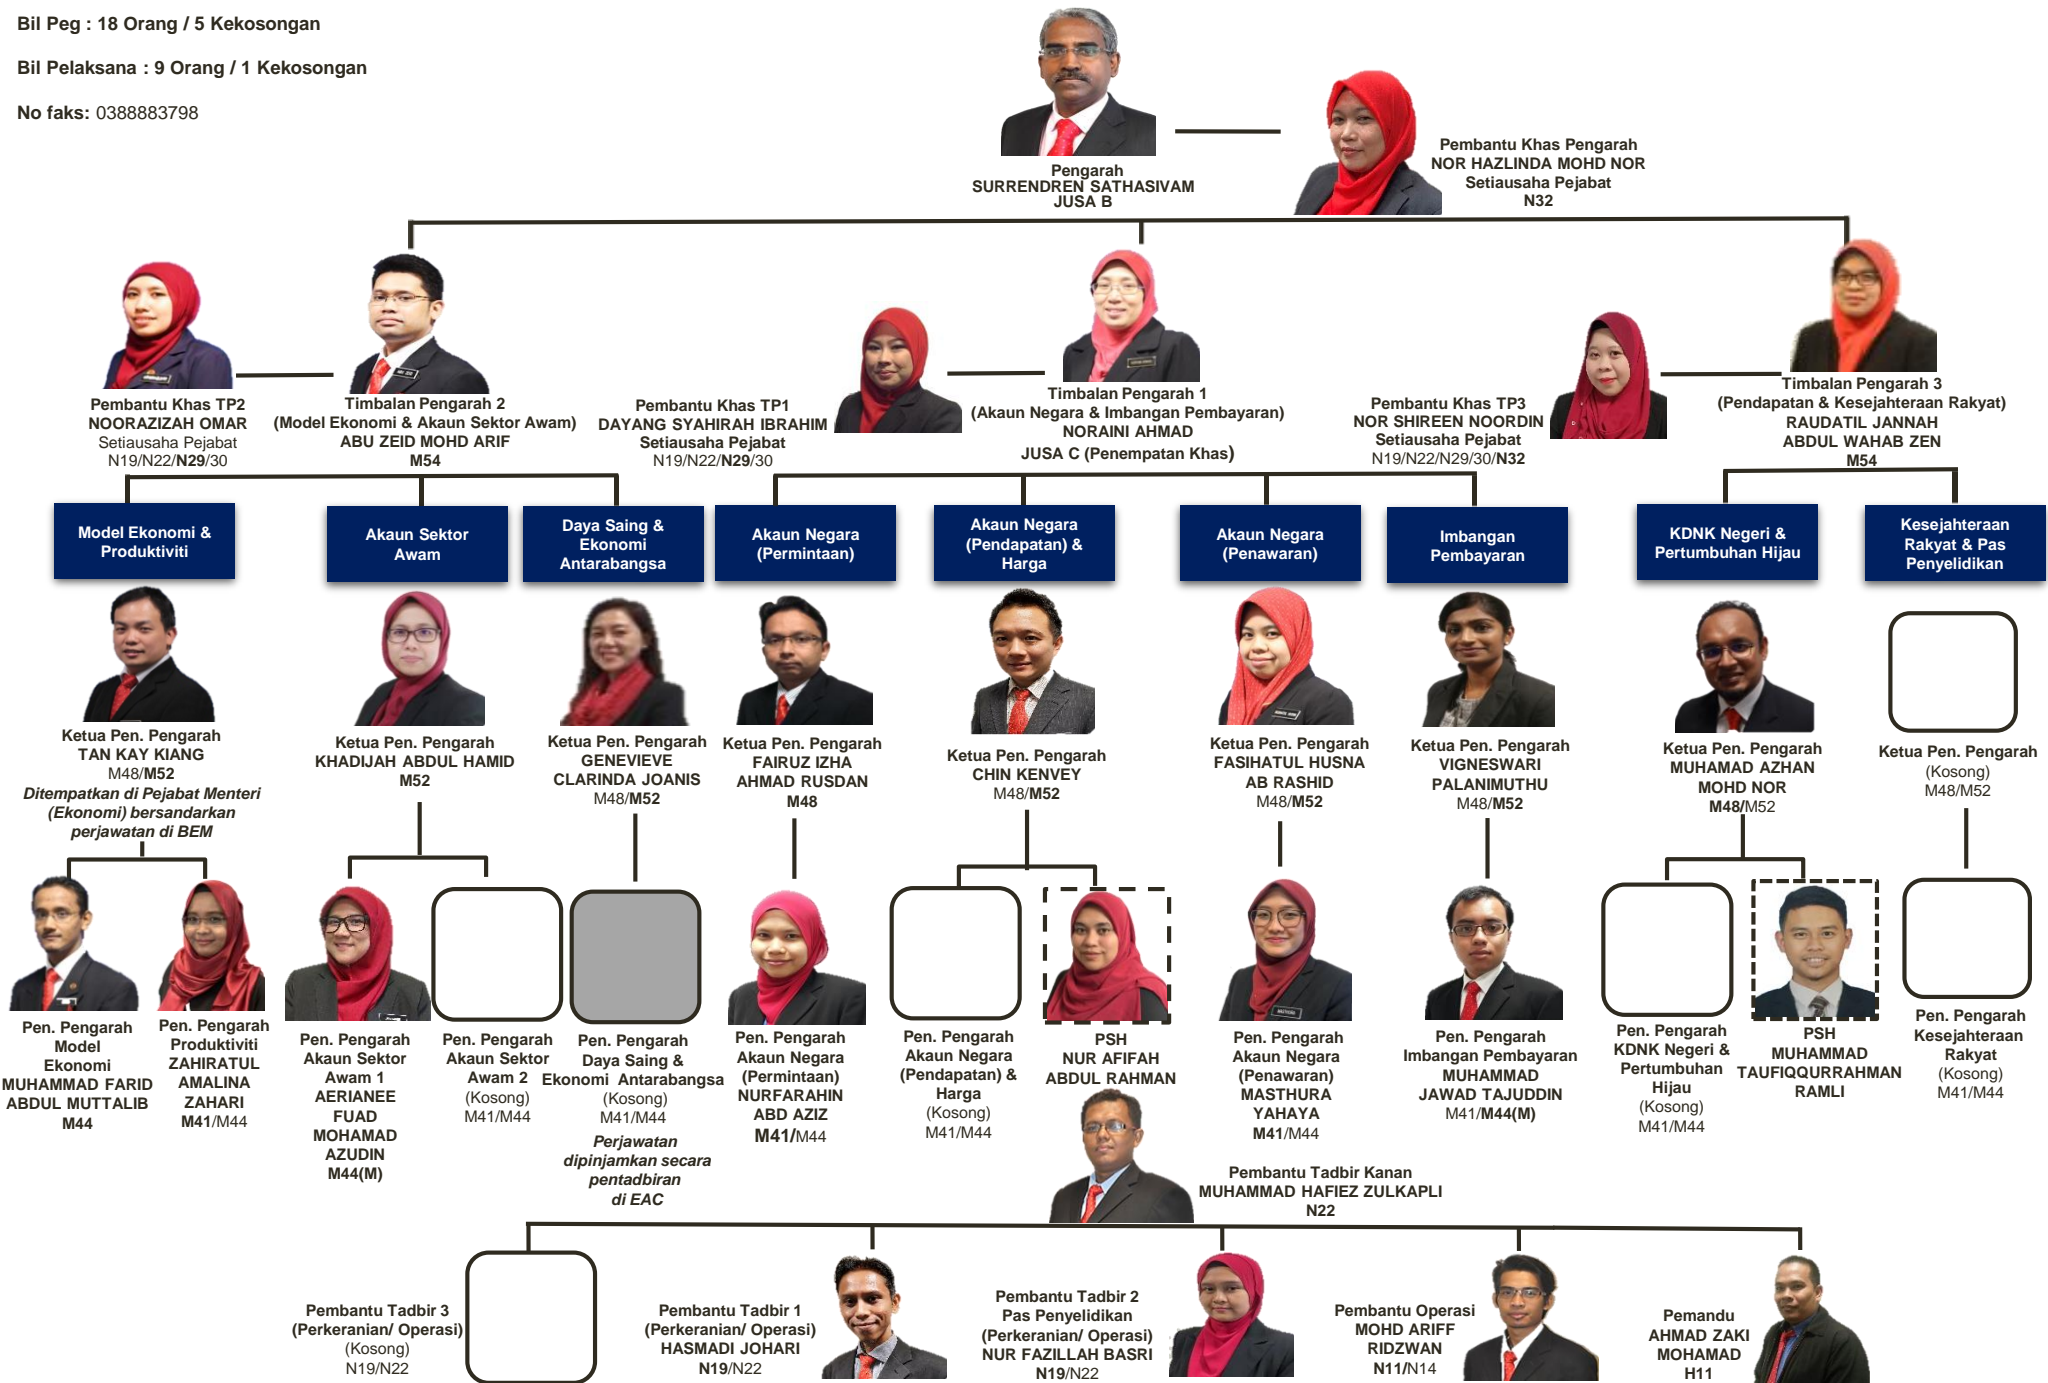 Bil Peg : 18 Orang / 5 Kekosongan
Bil Pelaksana : 9 Orang / 1 Kekosongan
No faks: 0388883798
Pengarah
SURRENDREN SATHASIVAM
JUSA B
Pembantu Khas Pengarah
NOR HAZLINDA MOHD NOR
Setiausaha Pejabat
N32
Pembantu Khas TP2
NOORAZIZAH OMAR
Setiausaha Pejabat
N19/N22/N29/30
Timbalan Pengarah 2
(Model Ekonomi & Akaun Sektor Awam)
ABU ZEID MOHD ARIF
M54
Pembantu Khas TP1
DAYANG SYAHIRAH IBRAHIM
Setiausaha Pejabat
N19/N22/N29/30
Timbalan Pengarah 1
(Akaun Negara & Imbangan Pembayaran)
NORAINI AHMAD
JUSA C (Penempatan Khas)
Pembantu Khas TP3
NOR SHIREEN NOORDIN
Setiausaha Pejabat
N19/N22/N29/30/N32
Timbalan Pengarah 3
(Pendapatan & Kesejahteraan Rakyat)
RAUDATIL JANNAH
ABDUL WAHAB ZEN
M54
Model Ekonomi &
Produktiviti
Akaun Sektor
Awam
Daya Saing &
Ekonomi
Antarabangsa
Akaun Negara
(Permintaan)
Akaun Negara
(Pendapatan) &
Harga
Akaun Negara
(Penawaran)
Imbangan
Pembayaran
KDNK Negeri &
Pertumbuhan Hijau
Kesejahteraan
Rakyat & Pas
Penyelidikan
Ketua Pen. Pengarah
TAN KAY KIANG
M48/M52
Ditempatkan di Pejabat Menteri
(Ekonomi) bersandarkan
perjawatan di BEM
Ketua Pen. Pengarah
KHADIJAH ABDUL HAMID
M52
Ketua Pen. Pengarah
GENEVIEVE
CLARINDA JOANIS
M48/M52
Ketua Pen. Pengarah
FAIRUZ IZHA
AHMAD RUSDAN
M48
Ketua Pen. Pengarah
CHIN KENVEY
M48/M52
Ketua Pen. Pengarah
FASIHATUL HUSNA
AB RASHID
M48/M52
Ketua Pen. Pengarah
VIGNESWARI
PALANIMUTHU
M48/M52
Ketua Pen. Pengarah
MUHAMAD AZHAN
MOHD NOR
M48/M52
Ketua Pen. Pengarah
(Kosong)
M48/M52
Pen. Pengarah
Model
Ekonomi
MUHAMMAD FARID
ABDUL MUTTALIB
M44
Pen. Pengarah
Produktiviti
ZAHIRATUL
AMALINA
ZAHARI
M41/M44
Pen. Pengarah
Akaun Sektor
Awam 1
AERIANEE
FUAD
MOHAMAD
AZUDIN
M44(M)
Pen. Pengarah
Akaun Sektor
Awam 2
(Kosong)
M41/M44
Pen. Pengarah
Daya Saing &
Ekonomi Antarabangsa
(Kosong)
M41/M44
Perjawatan
dipinjamkan secara
pentadbiran
di EAC
Pen. Pengarah
Akaun Negara
(Permintaan)
NURFARAHIN
ABD AZIZ
M41/M44
Pen. Pengarah
Akaun Negara
(Pendapatan) &
Harga
(Kosong)
M41/M44
PSH
NUR AFIFAH
ABDUL RAHMAN
Pen. Pengarah
Akaun Negara
(Penawaran)
MASTHURA
YAHAYA
M41/M44
Pen. Pengarah
Imbangan Pembayaran
MUHAMMAD
JAWAD TAJUDDIN
M41/M44(M)
Pen. Pengarah
KDNK Negeri &
Pertumbuhan
Hijau
(Kosong)
M41/M44
PSH
MUHAMMAD
TAUFIQQURRAHMAN
RAMLI
Pen. Pengarah
Kesejahteraan
Rakyat
(Kosong)
M41/M44
Pembantu Tadbir Kanan
MUHAMMAD HAFIEZ ZULKAPLI
N22
Pembantu Tadbir 3
(Perkeranian/ Operasi)
(Kosong)
N19/N22
Pembantu Tadbir 1
(Perkeranian/ Operasi)
HASMADI JOHARI
N19/N22
Pembantu Tadbir 2
Pas Penyelidikan
(Perkeranian/ Operasi)
NUR FAZILLAH BASRI
N19/N22
Pembantu Operasi
MOHD ARIFF
RIDZWAN
N11/N14
Pemandu
AHMAD ZAKI
MOHAMAD
H11